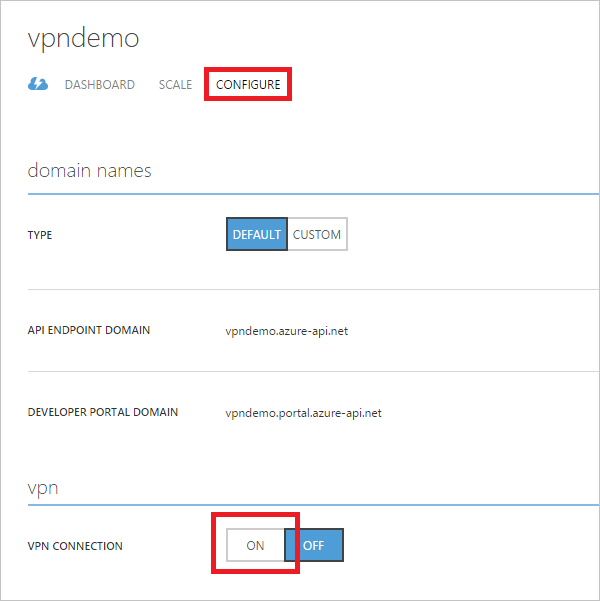 vpndemo
DASHBOARD SCALE CONFIGURE
domain names
TYPE DEFAULT CUSTOM
API ENDPOINT DOMAIN vpndemo.azure-api.net
DEVELOPER PORTAL DOMAIN vpndemo.portal.azure-api.net
vpn
VPN CONNECTION ON OFF